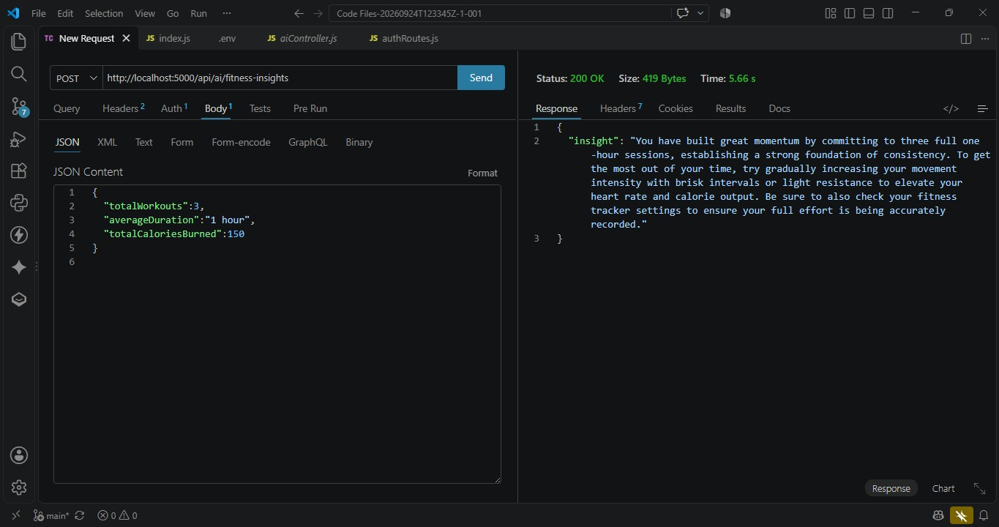 File Edit Selection View Go Run ··· Code Files-20260924T123345Z-1-001
TC New Request JS index.js .env JS aiController.js JS authRoutes.js
POST http://localhost:5000/api/ai/fitness-insights Send
Status: 200 OK Size: 419 Bytes Time: 5.66 s
Query Headers 2 Auth 1 Body 1 Tests Pre Run
Response Headers 7 Cookies Results Docs </>
7
JSON XML Text Form Form-encode GraphQL Binary
JSON Content Format
1 {
2 "totalWorkouts":3,
3 "averageDuration":"1 hour",
4 "totalCaloriesBurned":150
5 }
6
1 {
2 "insight": "You have built great momentum by committing to three full one
-hour sessions, establishing a strong foundation of consistency. To get
the most out of your time, try gradually increasing your movement
intensity with brisk intervals or light resistance to elevate your
heart rate and calorie output. Be sure to also check your fitness
tracker settings to ensure your full effort is being accurately
recorded."
3 }
Response Chart
main* 0 0